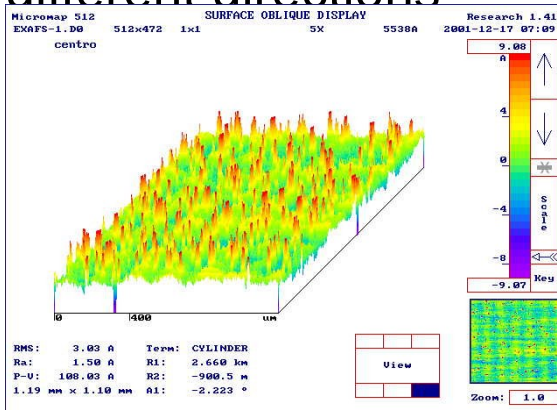 different directions
Micromap 512 SURFACE OBLIQUE DISPLAY Research 1.41
EXAFS-1.D0 512x472 1x1 5X 5538A 2001-12-17 07:09
centro
9.08
A
4
0
-4
-8
-9.07
Scale
Key
0 400 um
RMS: 3.03 A Term: CYLINDER
Ra: 1.50 A R1: 2.660 km
P-V: 108.03 A R2: -900.5 m
1.19 mm x 1.10 mm A1: -2.223 °
View
Zoom: 1.0